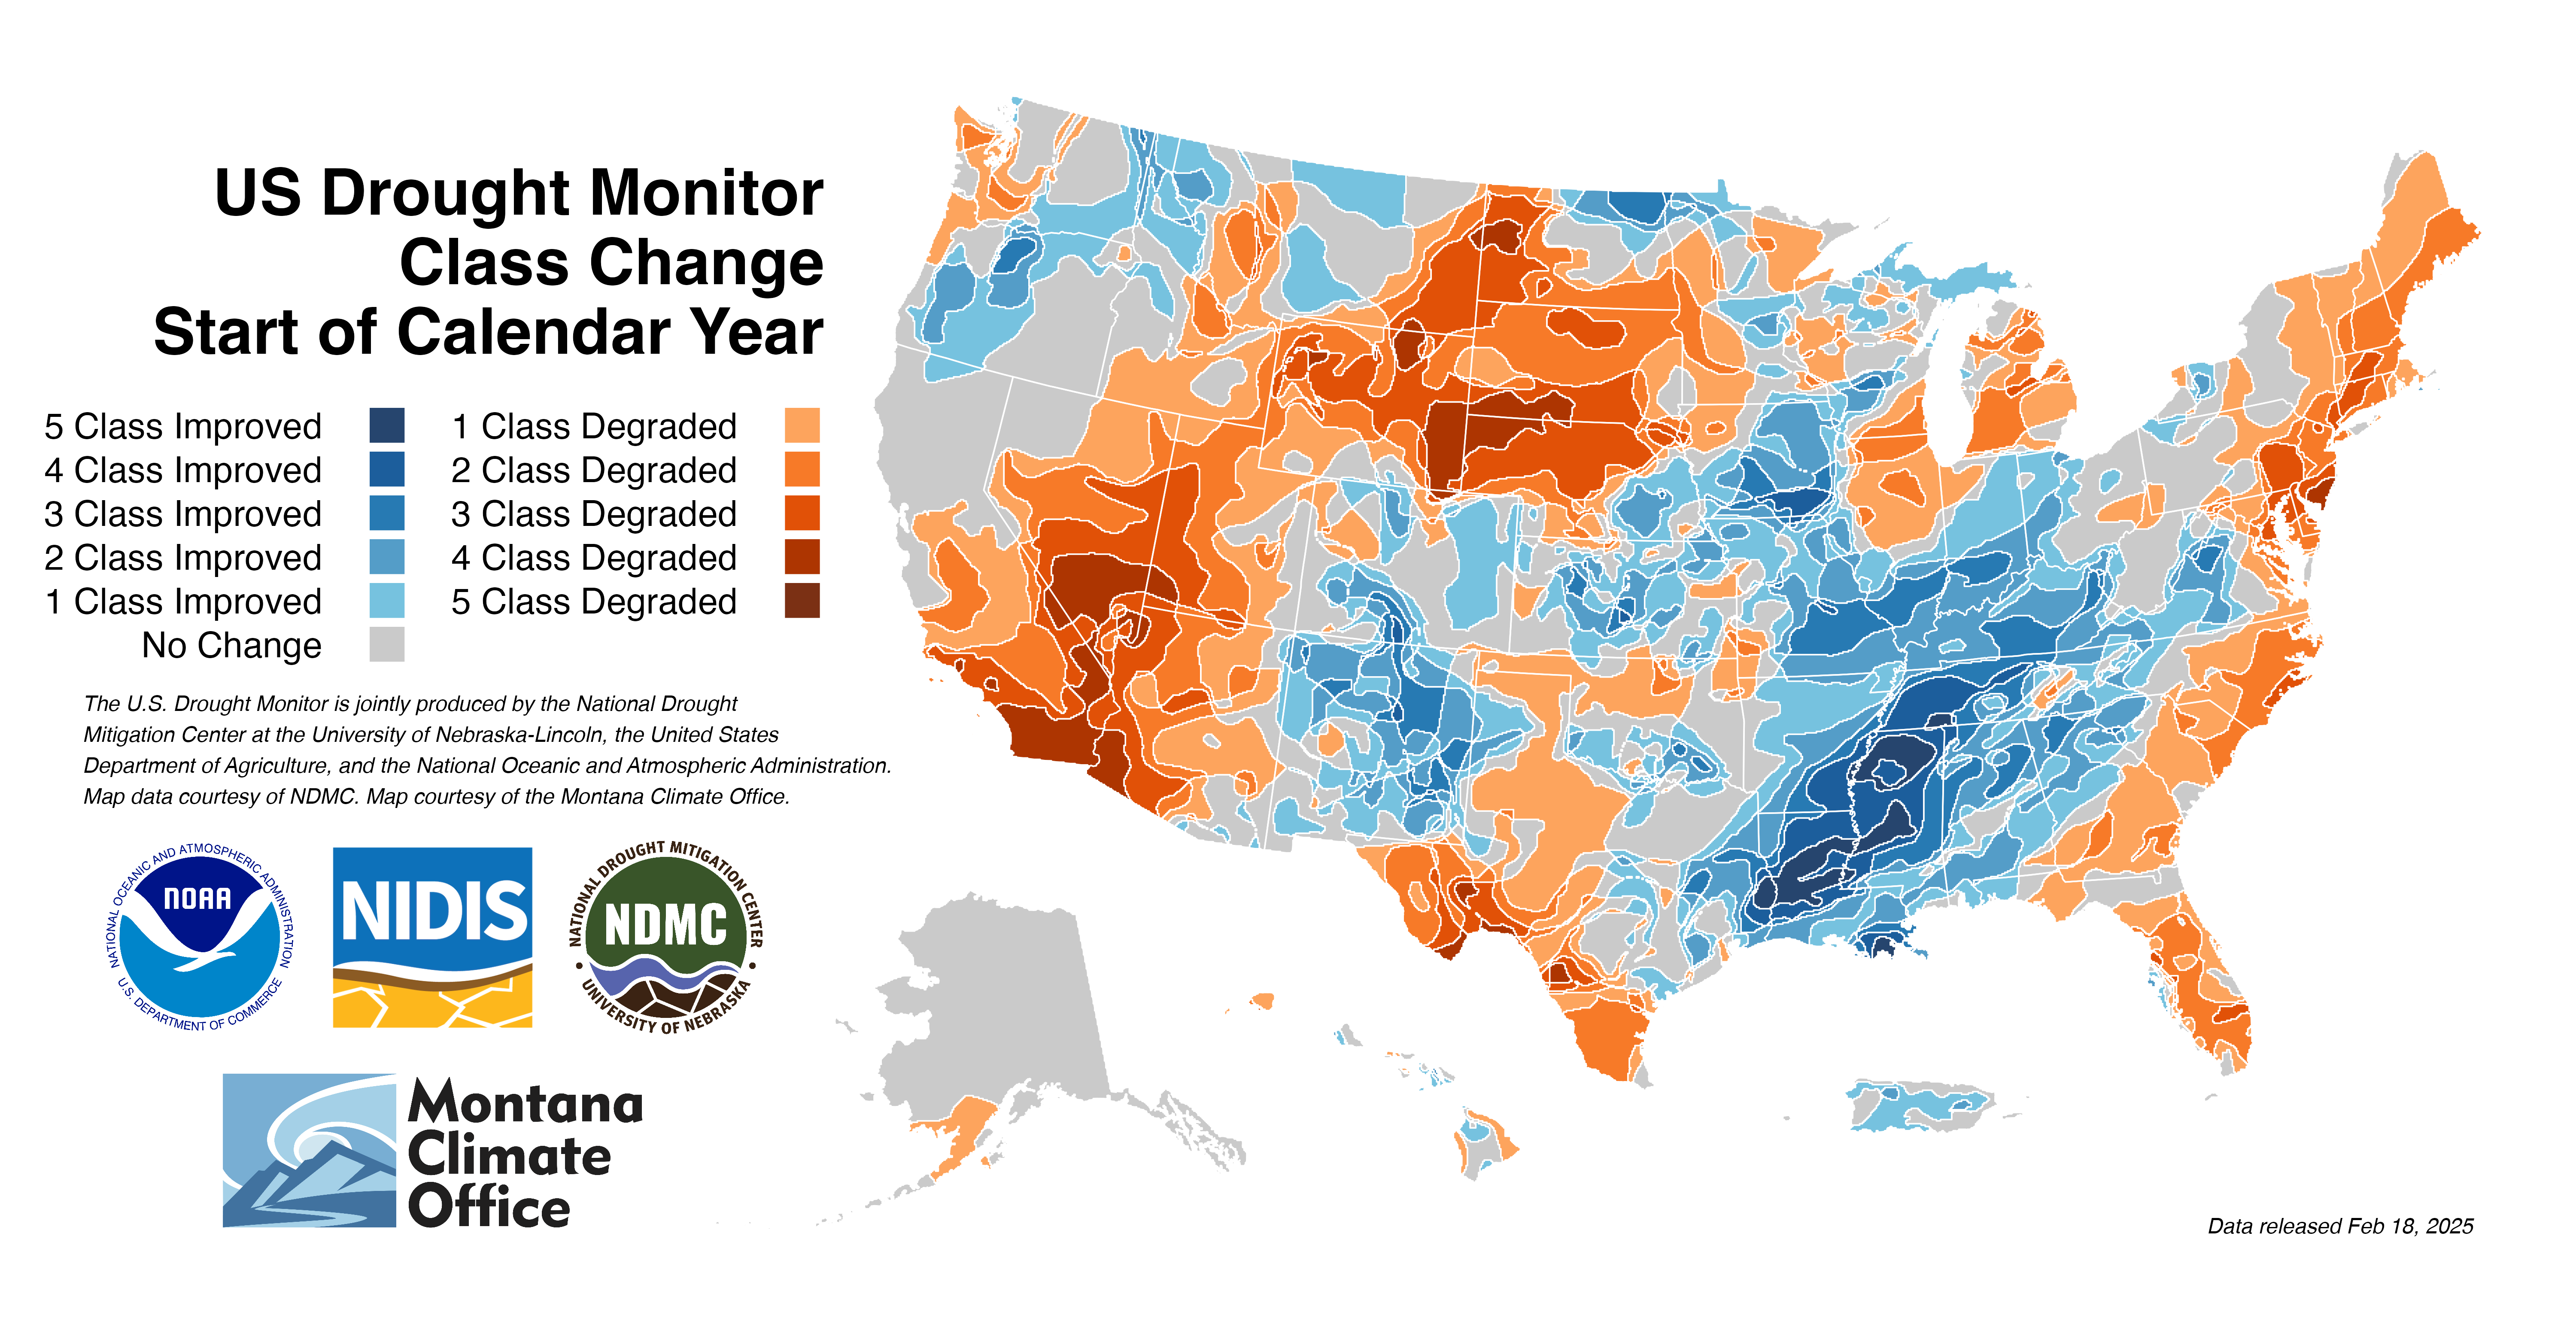 US Drought Monitor
Class Change
Start of Calendar Year
5 Class Improved
1 Class Degraded
4 Class Improved
2 Class Degraded
3 Class Improved
3 Class Degraded
2 Class Improved
4 Class Degraded
1 Class Improved
5 Class Degraded
No Change
The U.S. Drought Monitor is jointly produced by the National Drought
Mitigation Center at the University of Nebraska-Lincoln, the United States
Department of Agriculture, and the National Oceanic and Atmospheric Administration.
Map data courtesy of NDMC. Map courtesy of the Montana Climate Office.
NATIONAL OCEANIC AND ATMOSPHERIC ADMINISTRATION
NOAA
U.S. DEPARTMENT OF COMMERCE
NIDIS
NATIONAL DROUGHT MITIGATION CENTER
NDMC
UNIVERSITY OF NEBRASKA
Montana
Climate
Office
Data released Feb 18, 2025